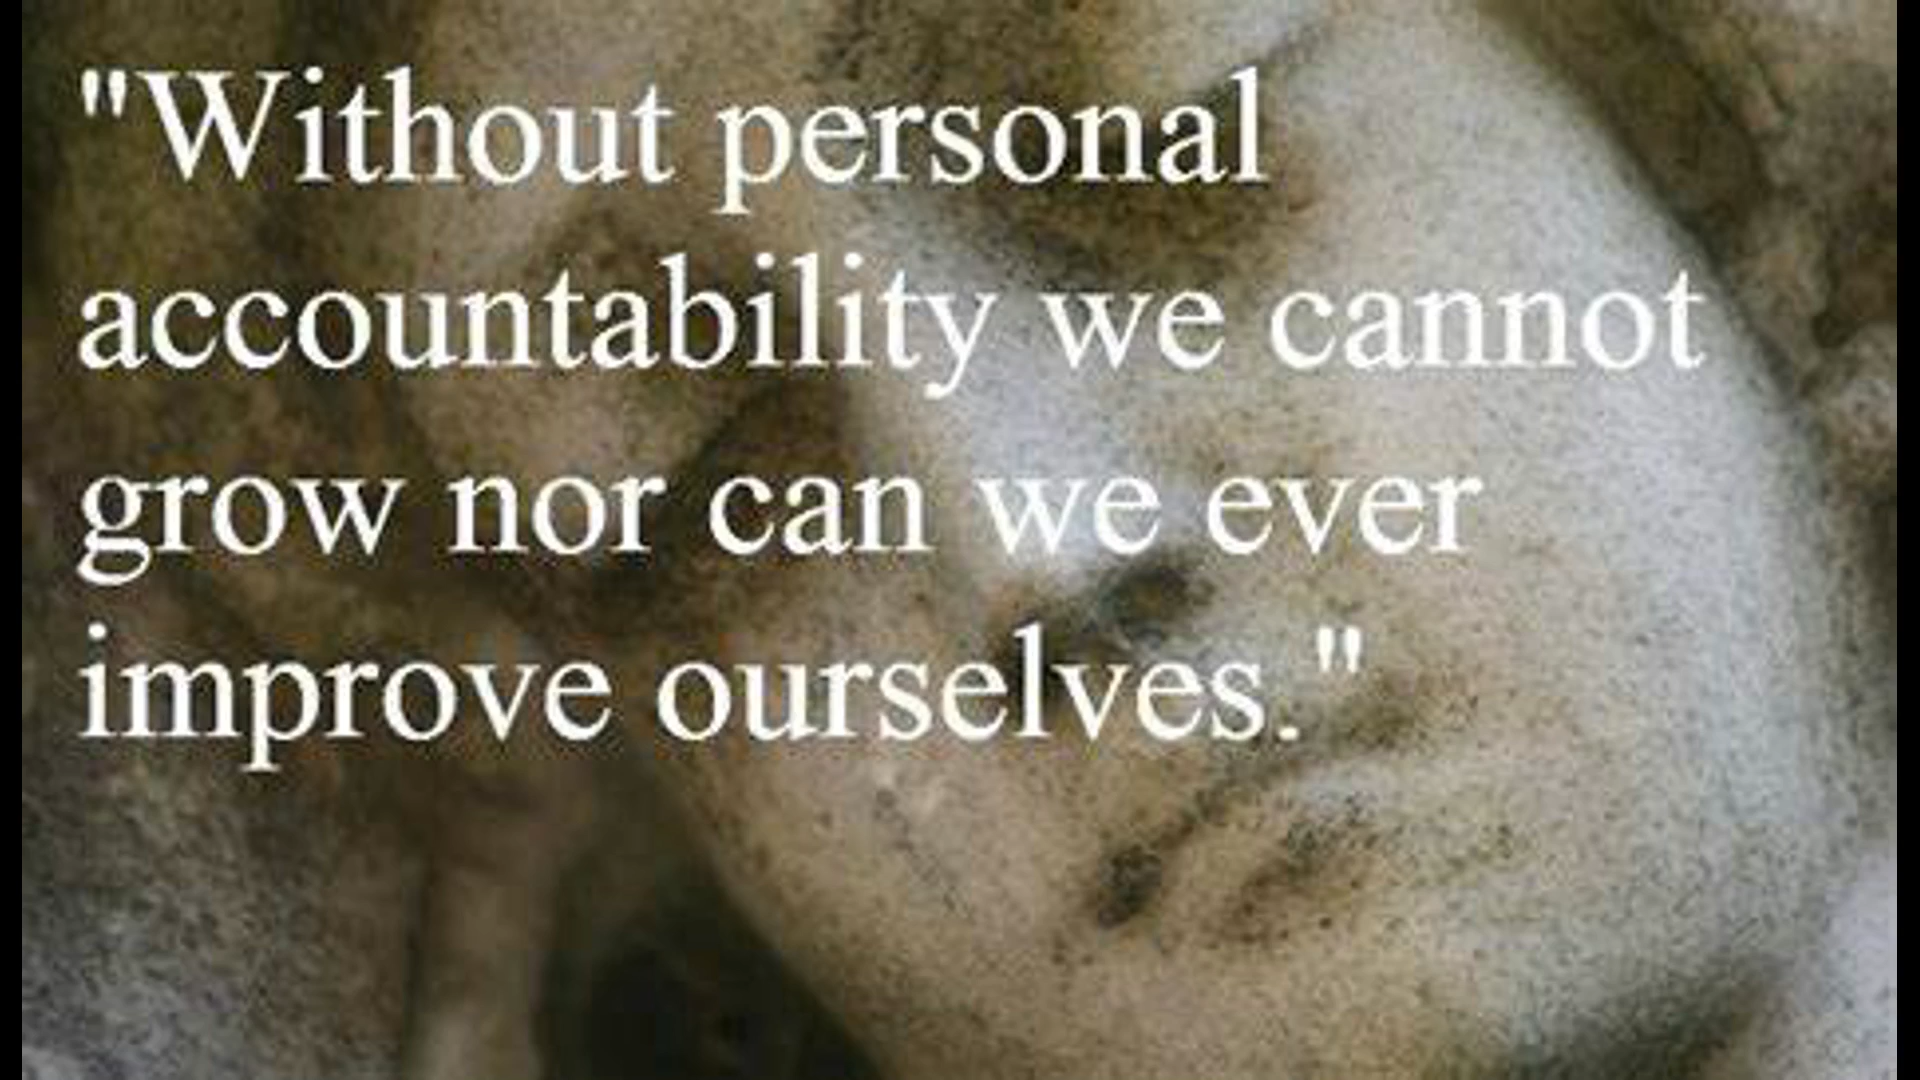 "Without personal
accountability we cannot
grow nor can we ever
improve ourselves."